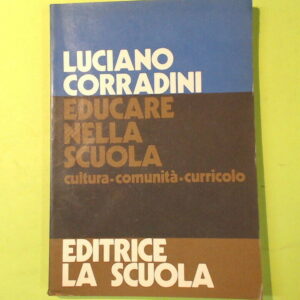 LUCIANO
CORRADINI
EDUCARE
NELLA
SCUOLA
cultura-comunità-curricolo
EDITRICE
LA SCUOLA